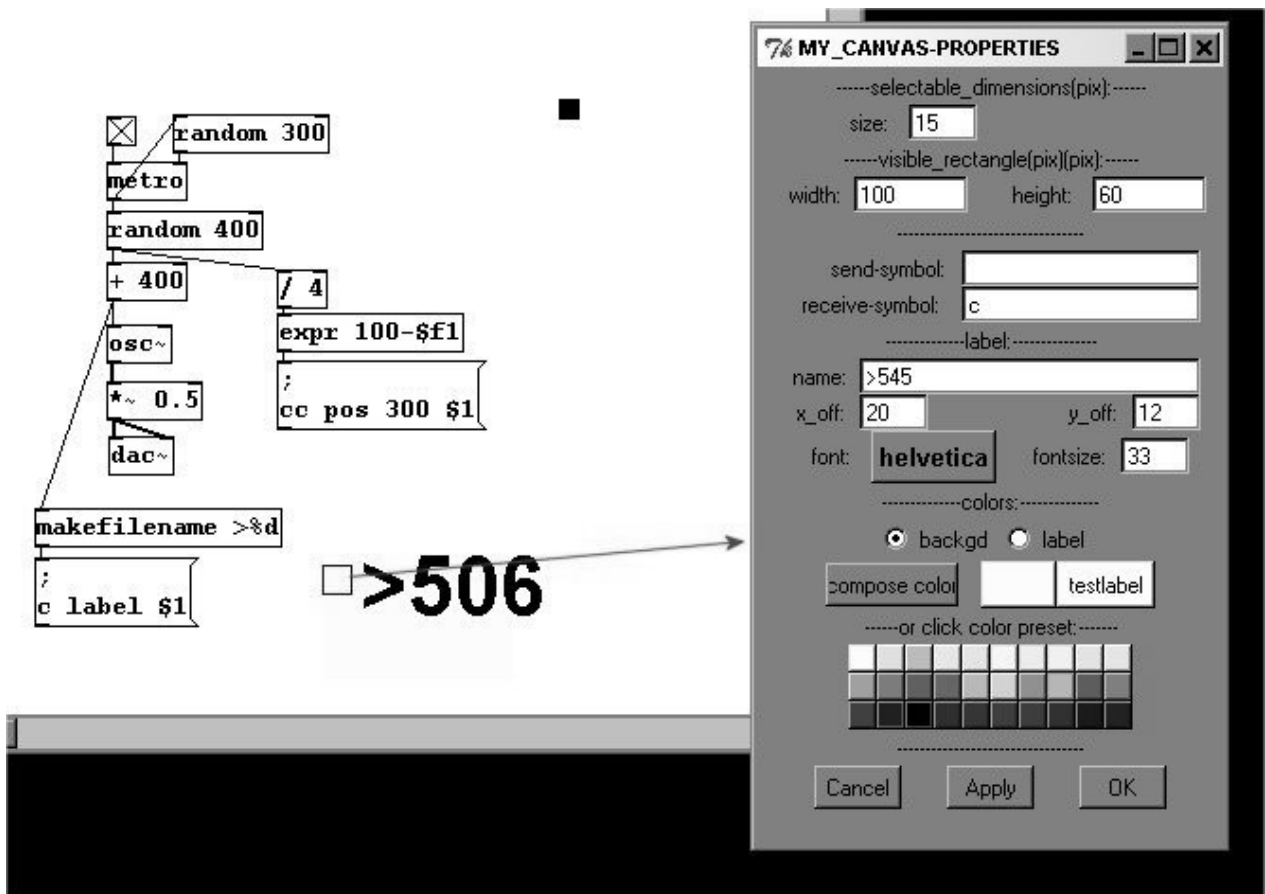 random 300
metro
random 400
+ 400
/ 4
osc~
expr 100-$f1
*~ 0.5
;
cc pos 300 $1
dac~
makefilename >%d
;
c label $1
>506
MY_CANVAS-PROPERTIES
------selectable_dimensions(pix):------
size: 15
------visible_rectangle(pix)(pix):------
width: 100 height: 60
send-symbol:
receive-symbol: c
-------------label:--------------
name: >545
x_off: 20 y_off: 12
font: helvetica fontsize: 33
-------------colors:-------------
backgd label
compose color testlabel
------or click color preset:-------
Cancel Apply OK